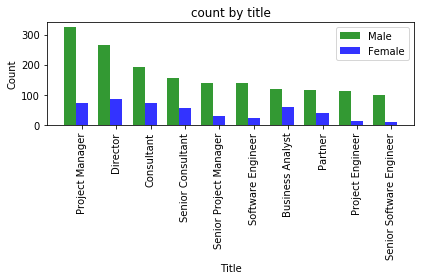 count by title
Count
300
200
100
0
Male
Female
Project Manager
Director
Consultant
Senior Consultant
Senior Project Manager
Software Engineer
Business Analyst
Partner
Project Engineer
Senior Software Engineer
Title